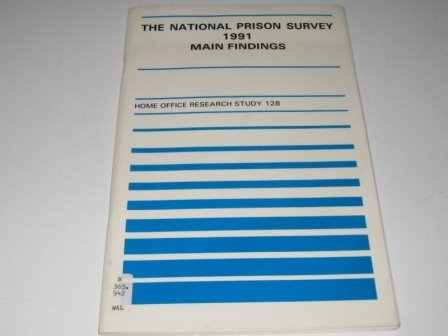 THE NATIONAL PRISON SURVEY
1991
MAIN FINDINGS
HOME OFFICE RESEARCH STUDY 128
R
365.
942
WAL